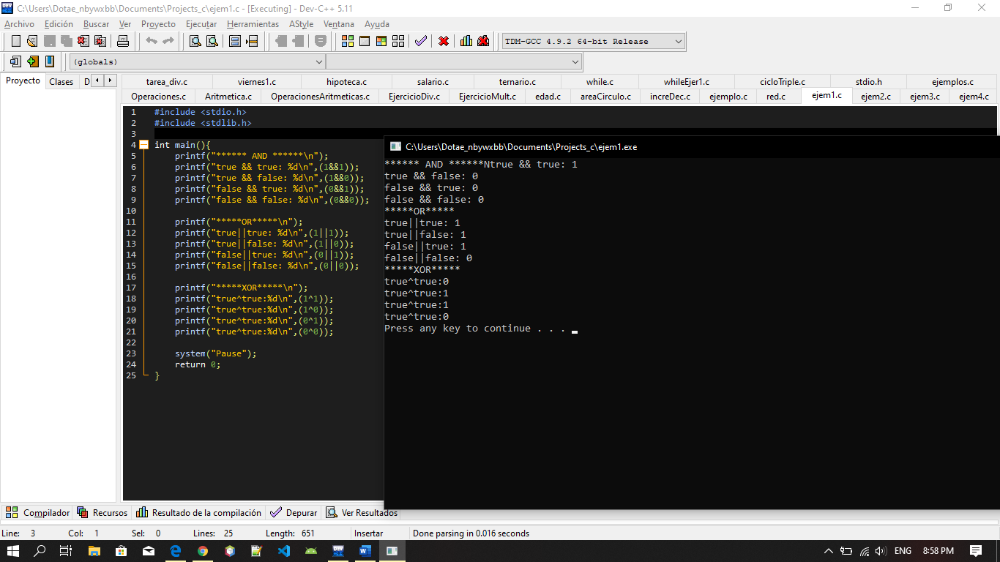 C:\Users\Dotae_nbywxbb\Documents\Projects_c\ejem1.c - [Executing] - Dev-C++ 5.11
Archivo Edición Buscar Ver Proyecto Ejecutar Herramientas AStyle Ventana Ayuda
TDM-GCC 4.9.2 64-bit Release
(globals)
Proyecto Clases D
tarea_div.c viernes1.c hipoteca.c salario.c ternario.c while.c whileEjer1.c cicloTriple.c stdio.h ejemplos.c
Operaciones.c Aritmetica.c OperacionesAritmeticas.c EjercicioDiv.c EjercicioMult.c edad.c areaCirculo.c increDec.c ejemplo.c red.c ejem1.c ejem2.c ejem3.c ejem4.c
1 #include <stdio.h>
2 #include <stdlib.h>
3
4 int main(){
5 printf("****** AND ******\n");
6 printf("true && true: %d\n",(1&&1));
7 printf("true && false: %d\n",(1&&0));
8 printf("false && true: %d\n",(0&&1));
9 printf("false && false: %d\n",(0&&0));
10
11 printf("*****OR*****\n");
12 printf("true||true: %d\n",(1||1));
13 printf("true||false: %d\n",(1||0));
14 printf("false||true: %d\n",(0||1));
15 printf("false||false: %d\n",(0||0));
16
17 printf("*****XOR*****\n");
18 printf("true^true:%d\n",(1^1));
19 printf("true^true:%d\n",(1^0));
20 printf("true^true:%d\n",(0^1));
21 printf("true^true:%d\n",(0^0));
22
23 system("Pause");
24 return 0;
25 }
C:\Users\Dotae_nbywxbb\Documents\Projects_c\ejem1.exe
****** AND ******Ntrue && true: 1
true && false: 0
false && true: 0
false && false: 0
*****OR*****
true||true: 1
true||false: 1
false||true: 1
false||false: 0
*****XOR*****
true^true:0
true^true:1
true^true:1
true^true:0
Press any key to continue . . .
Compilador Recursos Resultado de la compilación Depurar Ver Resultados
Line: 3 Col: 1 Sel: 0 Lines: 25 Length: 651 Insertar Done parsing in 0.016 seconds
ENG 8:58 PM